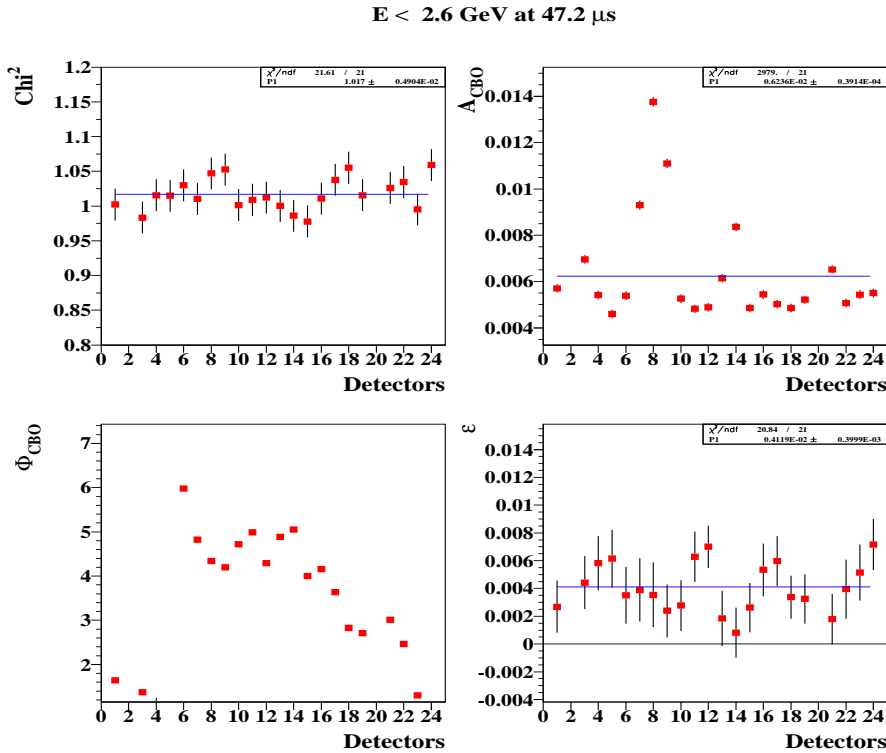 E < 2.6 GeV at 47.2 μs
Chi²
χ²/ndf 21.61 / 21
P1 1.017 ± 0.4904E-02
1.2
1.15
1.1
1.05
1
0.95
0.9
0.85
0.8
0 2 4 6 8 10 12 14 16 18 20 22 24
Detectors
A_CBO
χ²/ndf 2979. / 21
P1 0.6236E-02 ± 0.3914E-04
0.014
0.012
0.01
0.008
0.006
0.004
0 2 4 6 8 10 12 14 16 18 20 22 24
Detectors
Φ_CBO
7
6
5
4
3
2
0 2 4 6 8 10 12 14 16 18 20 22 24
Detectors
ε
χ²/ndf 20.84 / 21
P1 0.4119E-02 ± 0.3999E-03
0.014
0.012
0.01
0.008
0.006
0.004
0.002
0
-0.002
-0.004
0 2 4 6 8 10 12 14 16 18 20 22 24
Detectors